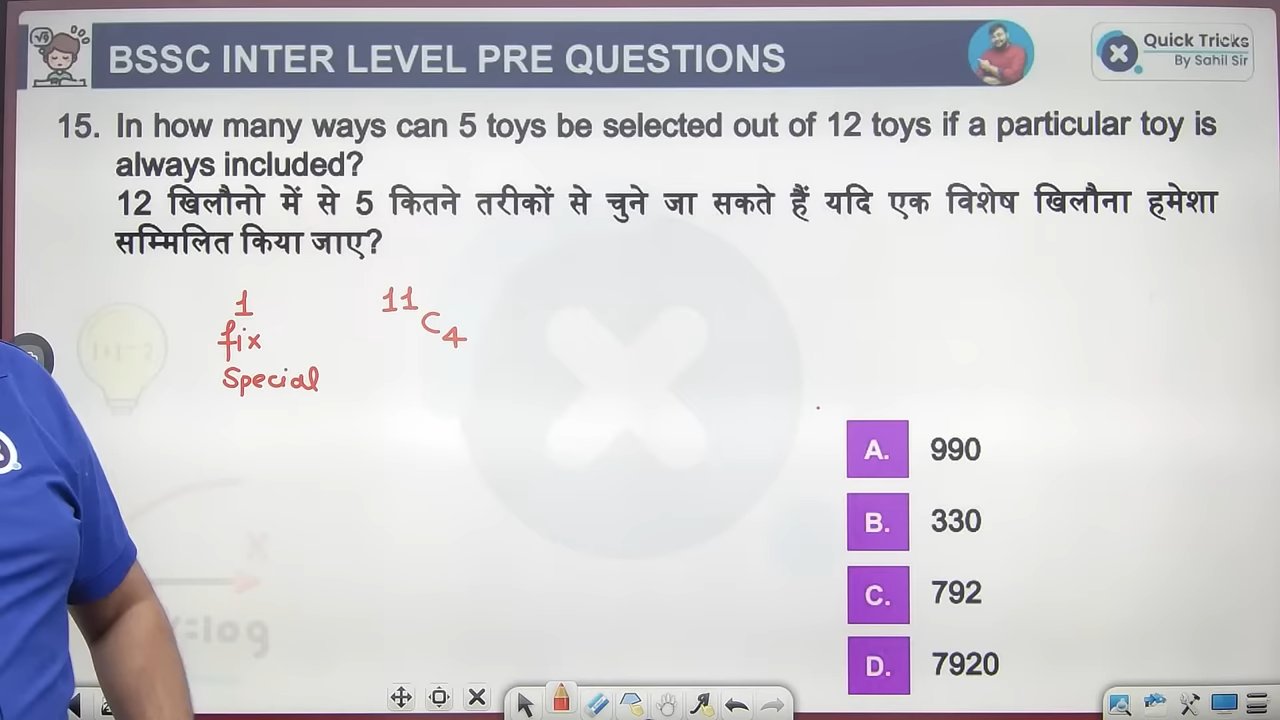 BSSC INTER LEVEL PRE QUESTIONS
Quick Tricks
By Sahil Sir
15. In how many ways can 5 toys be selected out of 12 toys if a particular toy is
always included?
12 खिलौनो में से 5 कितने तरीकों से चुने जा सकते हैं यदि एक विशेष खिलौना हमेशा
सम्मिलित किया जाए?
1
fix
Special
11C4
A. 990
B. 330
C. 792
D. 7920
=log